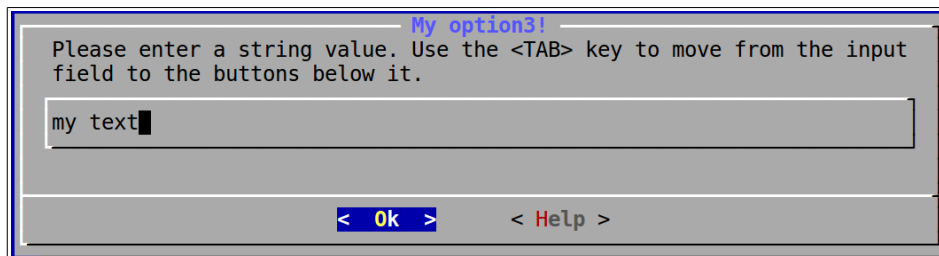 My option3!
Please enter a string value. Use the <TAB> key to move from the input
field to the buttons below it.
my text
< Ok > < Help >